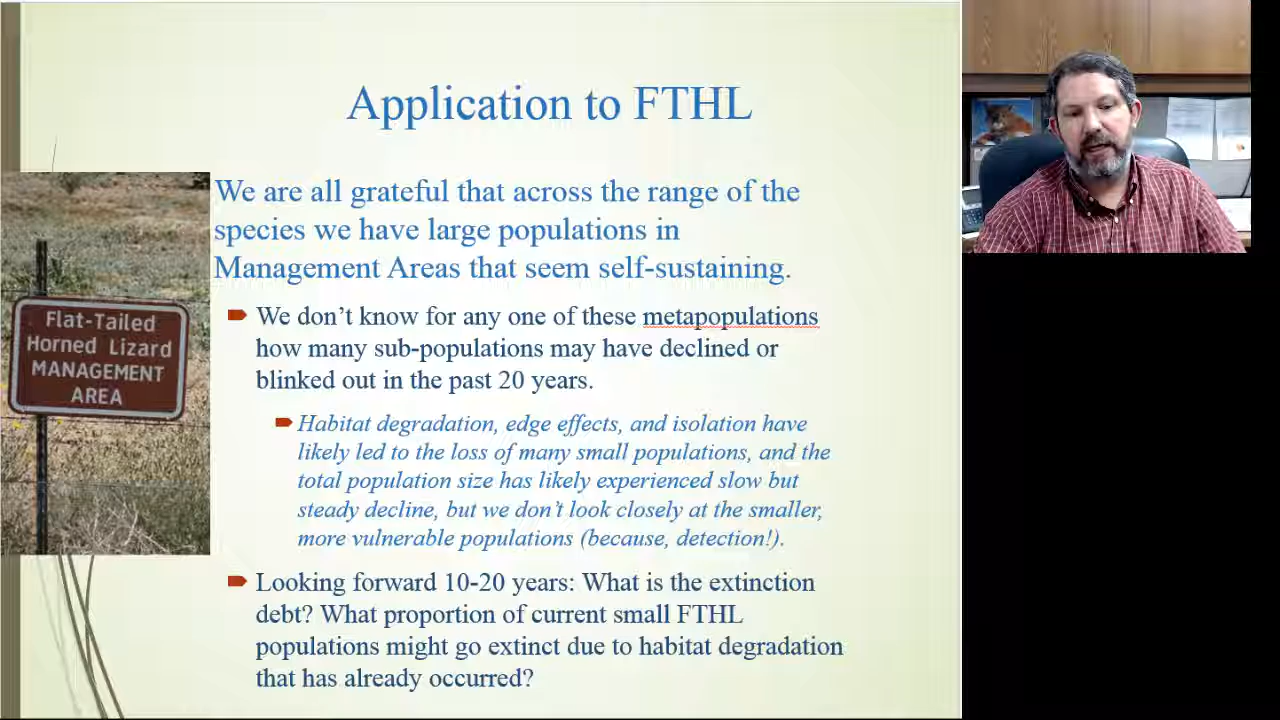 Application to FTHL
We are all grateful that across the range of the
species we have large populations in
Management Areas that seem self-sustaining.
We don’t know for any one of these metapopulations
how many sub-populations may have declined or
blinked out in the past 20 years.
Habitat degradation, edge effects, and isolation have
likely led to the loss of many small populations, and the
total population size has likely experienced slow but
steady decline, but we don’t look closely at the smaller,
more vulnerable populations (because, detection!).
Looking forward 10-20 years: What is the extinction
debt? What proportion of current small FTHL
populations might go extinct due to habitat degradation
that has already occurred?
Flat-Tailed
Horned Lizard
MANAGEMENT
AREA